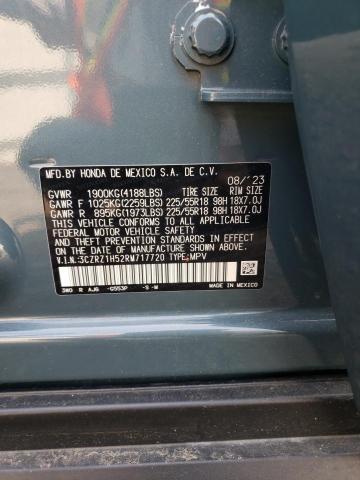 MFD.BY HONDA DE MEXICO S.A. DE C.V. 08/'23
GVWR 1900KG(4188LBS) TIRE SIZE RIM SIZE
GAWR F 1025KG(2259LBS) 225/55R18 98H 18X7.0J
GAWR R 895KG(1973LBS) 225/55R18 98H 18X7.0J
THIS VEHICLE CONFORMS TO ALL APPLICABLE
FEDERAL MOTOR VEHICLE SAFETY
AND THEFT PREVENTION STANDARDS IN EFFECT
ON THE DATE OF MANUFACTURE
SHOWN ABOVE.
V.I.N.:3CZRZ1H52RM717720 TYPE:MPV
3W0 R AJ6 -G553P -S-M MADE IN MEXICO